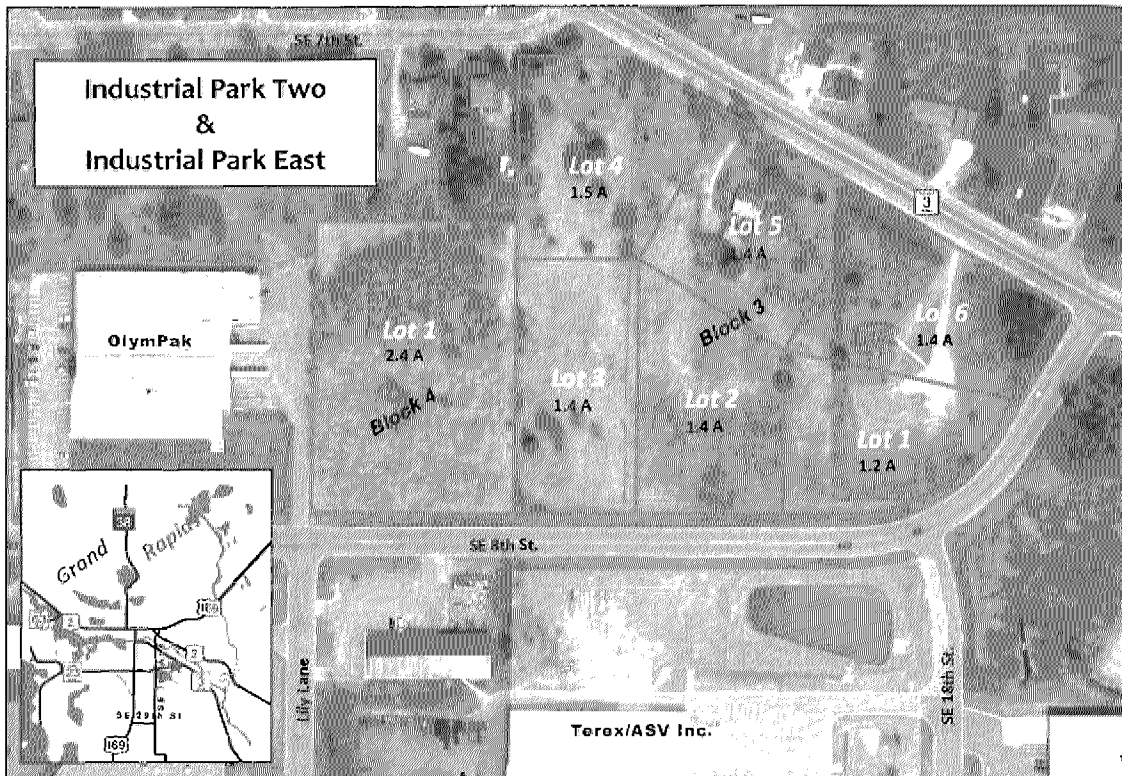 SE 7th St.
Industrial Park Two
&
Industrial Park East
Lot 4
1.5 A
3
Lot 5
1.4 A
OlymPak
Lot 1
2.4 A
Block 3
Lot 6
1.4 A
Lot 3
1.4 A
Block 4
Lot 2
1.4 A
Lot 1
1.2 A
SE 8th St.
38
Grand Rapids
169
2
2
SE 29th St
169
Lily Lane
SE 18th St.
Terex/ASV Inc.